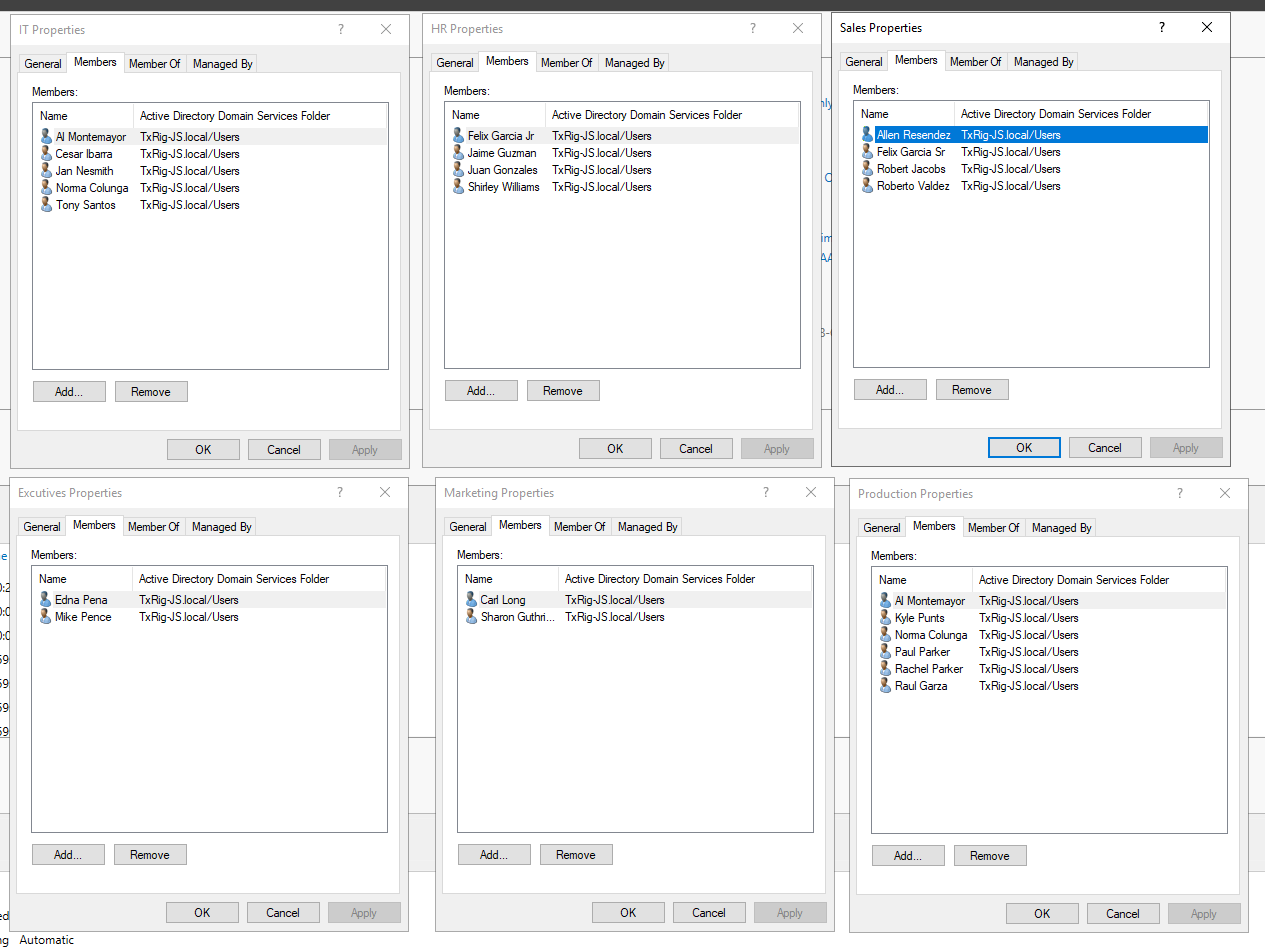 IT Properties ?
General Members Member Of Managed By
Members:
Name Active Directory Domain Services Folder
Al Montemayor TxRig-JS.local/Users
Cesar Ibarra TxRig-JS.local/Users
Jan Nesmith TxRig-JS.local/Users
Norma Colunga TxRig-JS.local/Users
Tony Santos TxRig-JS.local/Users
Add... Remove
OK Cancel Apply
HR Properties ?
General Members Member Of Managed By
Members:
Name Active Directory Domain Services Folder
Felix Garcia Jr TxRig-JS.local/Users
Jaime Guzman TxRig-JS.local/Users
Juan Gonzales TxRig-JS.local/Users
Shirley Williams TxRig-JS.local/Users
Add... Remove
OK Cancel Apply
Sales Properties ?
General Members Member Of Managed By
Members:
Name Active Directory Domain Services Folder
Allen Resendez TxRig-JS.local/Users
Felix Garcia Sr TxRig-JS.local/Users
Robert Jacobs TxRig-JS.local/Users
Roberto Valdez TxRig-JS.local/Users
Add... Remove
OK Cancel Apply
Excutives Properties ?
General Members Member Of Managed By
Members:
Name Active Directory Domain Services Folder
Edna Pena TxRig-JS.local/Users
Mike Pence TxRig-JS.local/Users
Add... Remove
OK Cancel Apply
Marketing Properties ?
General Members Member Of Managed By
Members:
Name Active Directory Domain Services Folder
Carl Long TxRig-JS.local/Users
Sharon Guthri... TxRig-JS.local/Users
Add... Remove
OK Cancel Apply
Production Properties ?
General Members Member Of Managed By
Members:
Name Active Directory Domain Services Folder
Al Montemayor TxRig-JS.local/Users
Kyle Punts TxRig-JS.local/Users
Norma Colunga TxRig-JS.local/Users
Paul Parker TxRig-JS.local/Users
Rachel Parker TxRig-JS.local/Users
Raul Garza TxRig-JS.local/Users
Add... Remove
OK Cancel Apply
Automatic